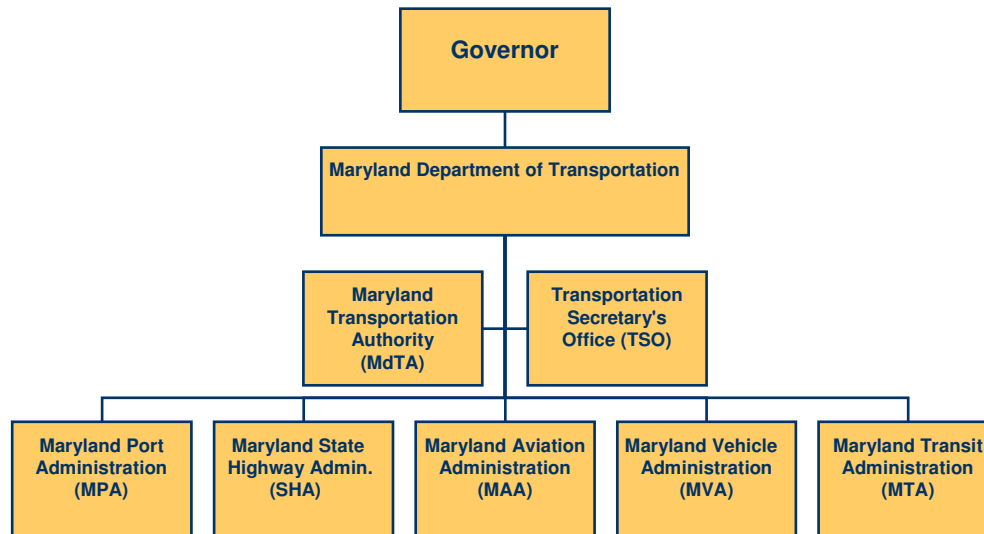 Governor
Maryland Department of Transportation
Maryland
Transportation
Authority
(MdTA)
Transportation
Secretary's
Office (TSO)
Maryland Port
Administration
(MPA)
Maryland State
Highway Admin.
(SHA)
Maryland Aviation
Administration
(MAA)
Maryland Vehicle
Administration
(MVA)
Maryland Transit
Administration
(MTA)